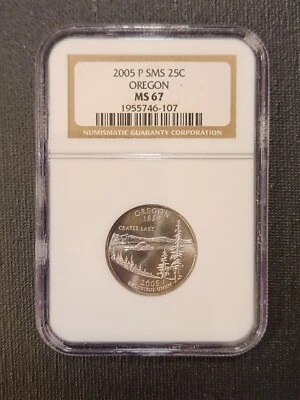 2005 P SMS 25C
OREGON
MS 67
1955746-107
NUMISMATIC GUARANTY CORPORATION
OREGON
1859
CRATER LAKE
2005
E PLURIBUS UNUM